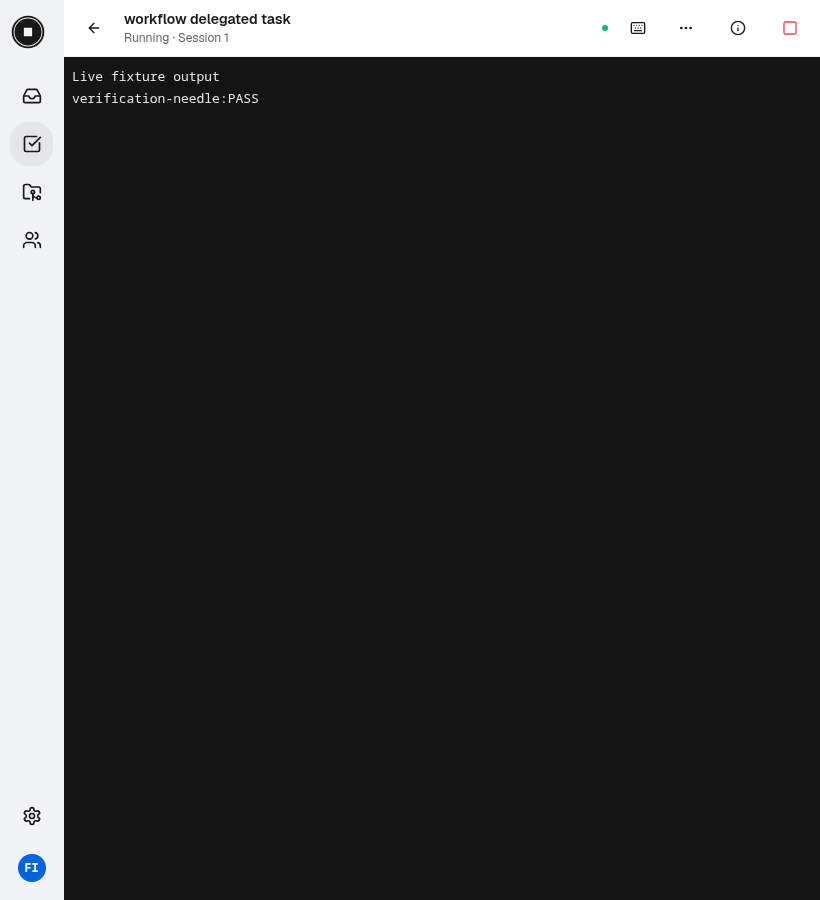 workflow delegated task
Running · Session 1
Live fixture output
verification-needle:PASS
FI